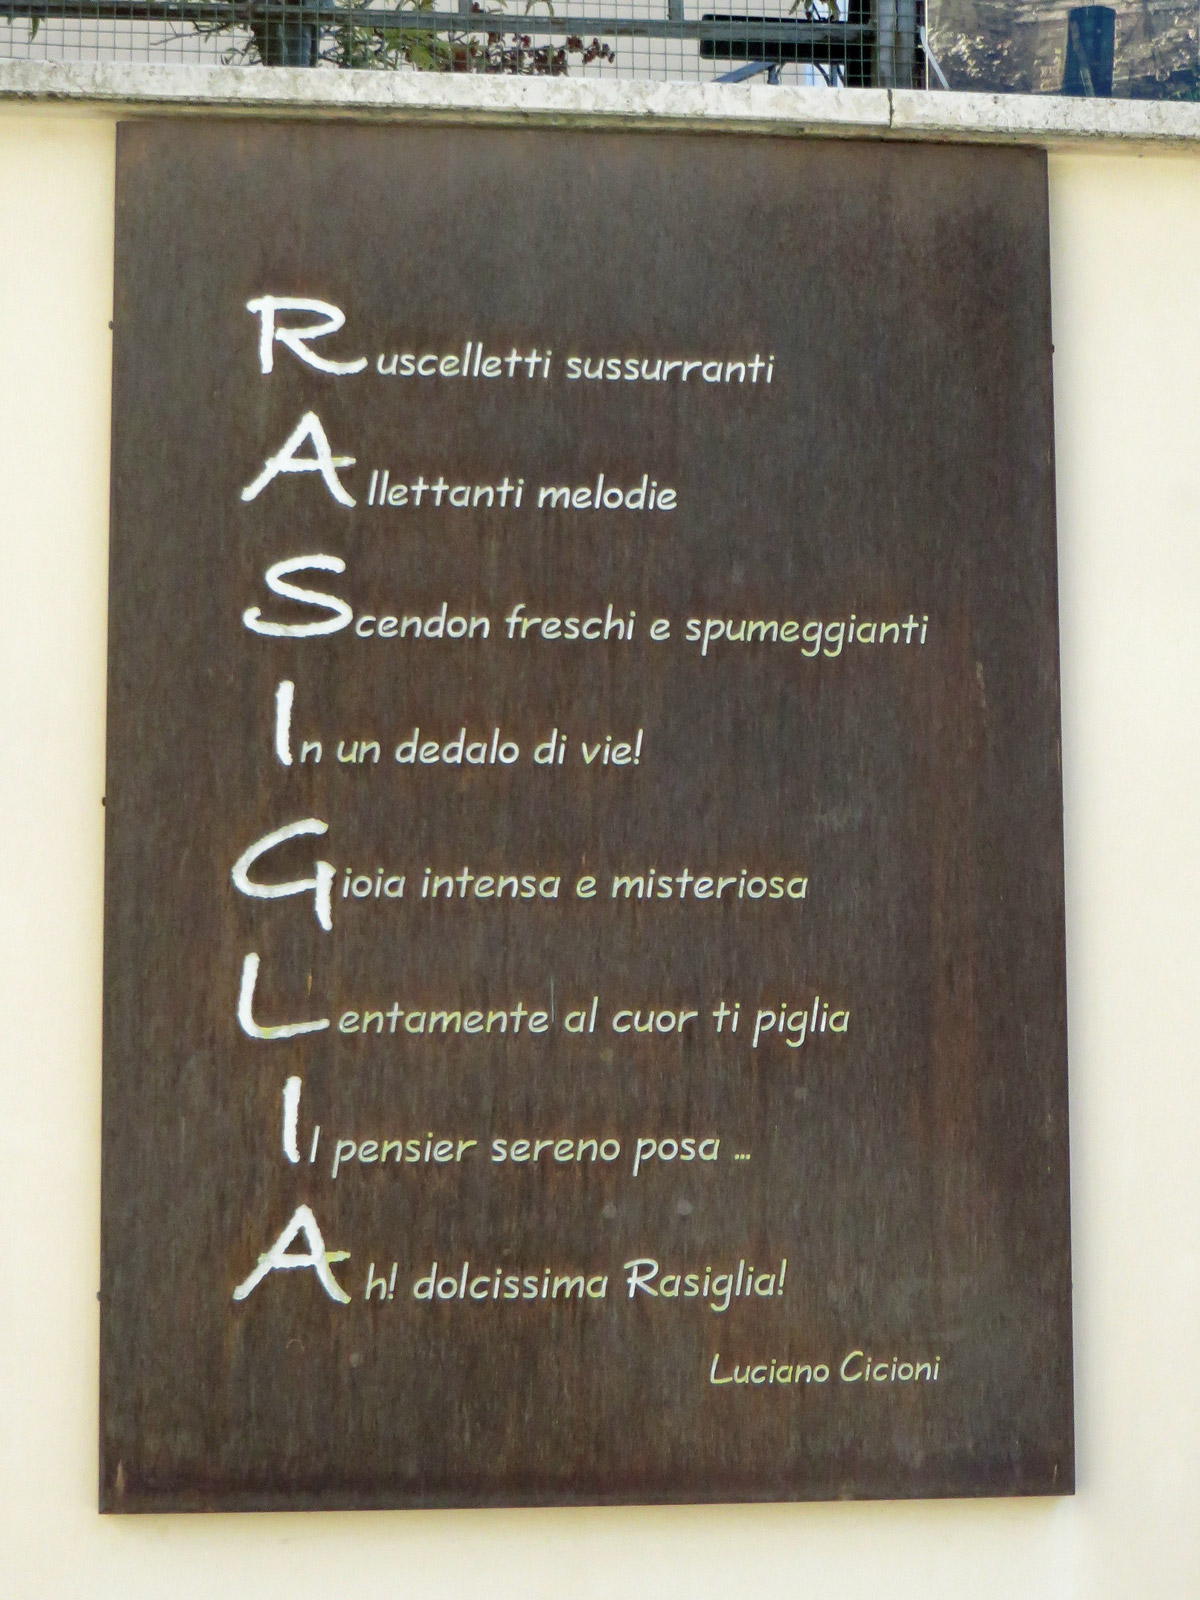 Ruscelletti sussurranti
Allettanti melodie
Scendon freschi e spumeggianti
In un dedalo di vie!
Gioia intensa e misteriosa
Lentamente al cuor ti piglia
Il pensier sereno posa ...
Ah! dolcissima Rasiglia!
Luciano Cicioni